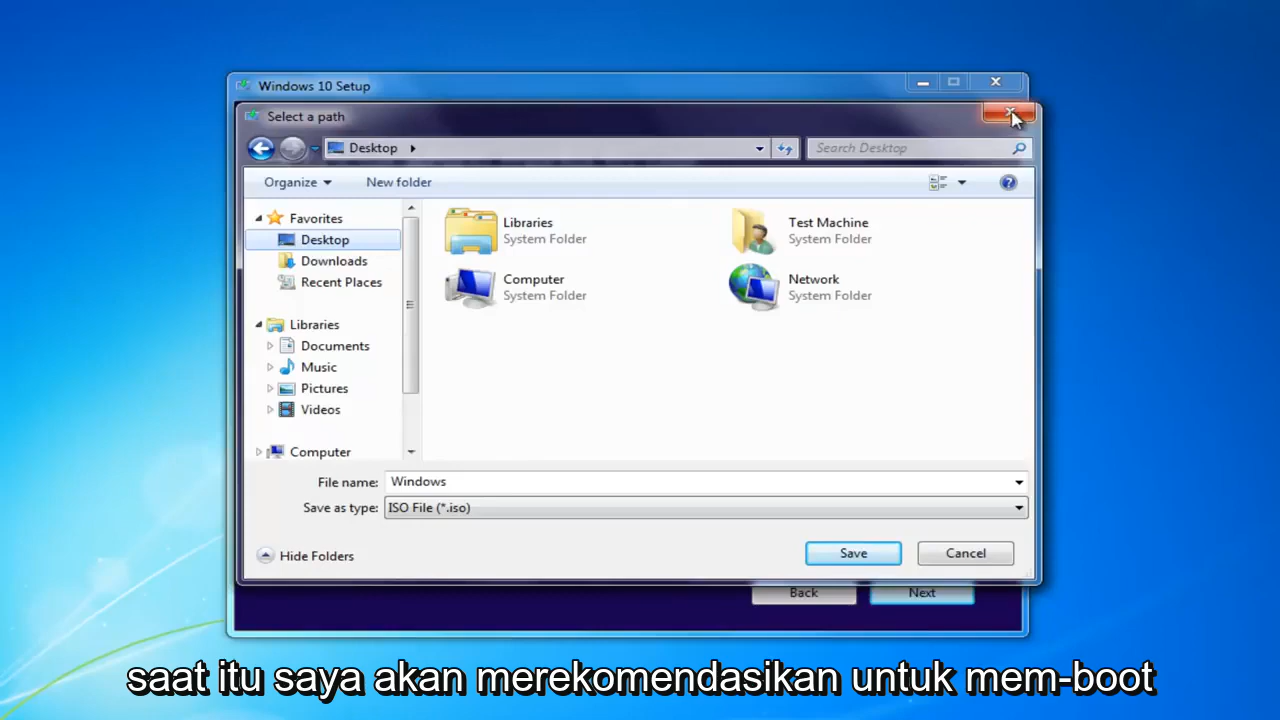 Windows 10 Setup
Select a path
Desktop
Search Desktop
Organize
New folder
Favorites
Desktop
Downloads
Recent Places
Libraries
Documents
Music
Pictures
Videos
Computer
Libraries
System Folder
Test Machine
System Folder
Computer
System Folder
Network
System Folder
File name: Windows
Save as type: ISO File (*.iso)
Hide Folders
Save
Cancel
Back
Next
saat itu saya akan merekomendasikan untuk mem-boot